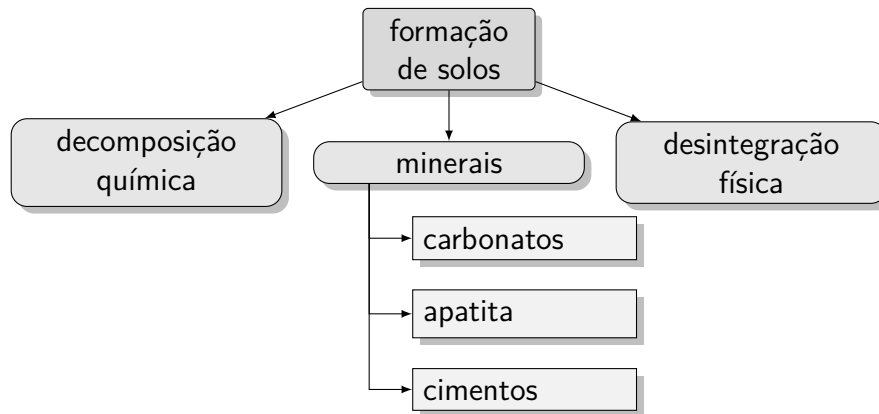 formação
de solos
decomposição
química
minerais
desintegração
física
carbonatos
apatita
cimentos